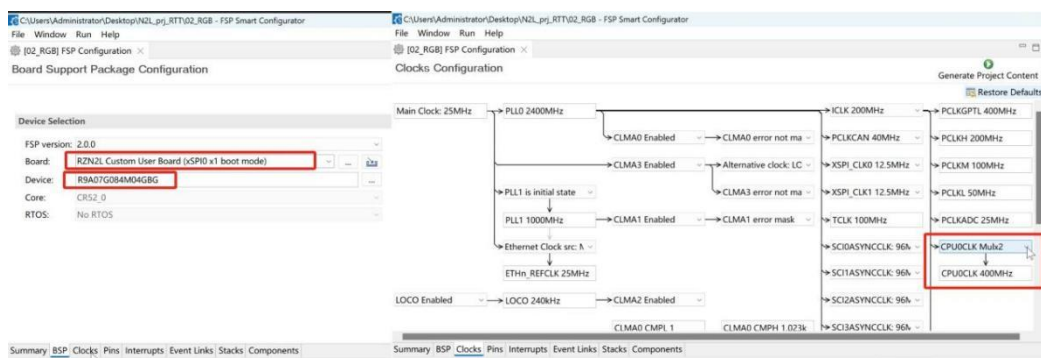 C:\Users\Administrator\Desktop\N2L_prj_RTT\02_RGB - FSP Smart Configurator
File Window Run Help
[02_RGB] FSP Configuration
Board Support Package Configuration
Device Selection
FSP version: 2.0.0
Board: RZN2L Custom User Board (xSPI0 x1 boot mode)
Device: R9A07G084M04GBG
Core: CR52_0
RTOS: No RTOS
Summary BSP Clocks Pins Interrupts Event Links Stacks Components
C:\Users\Administrator\Desktop\N2L_prj_RTT\02_RGB - FSP Smart Configurator
File Window Run Help
[02_RGB] FSP Configuration
Clocks Configuration
Generate Project Content
Restore Defaults
Main Clock: 25MHz PLL0 2400MHz ICLK 200MHz PCLKGPTL 400MHz
CLMA0 Enabled CLMA0 error not ma PCLKCAN 40MHz PCLKH 200MHz
CLMA3 Enabled Alternative clock: LC XSPI_CLK0 12.5MHz PCLKM 100MHz
PLL1 is initial state CLMA3 error not ma XSPI_CLK1 12.5MHz PCLKL 50MHz
PLL1 1000MHz CLMA1 Enabled CLMA1 error mask TCLK 100MHz PCLKADC 25MHz
Ethernet Clock src: SCI0ASYNCCLK: 96 CPU0CLK Mulx2
ETHn_REFCLK 25MHz SCI1ASYNCCLK: 96 CPU0CLK 400MHz
LOCO Enabled LOCO 240kHz CLMA2 Enabled SCI2ASYNCCLK: 96
CLMA0 CMPL 1 CLMA0 CMPH 1.023k SCI3ASYNCCLK: 96
Summary BSP Clocks Pins Interrupts Event Links Stacks Components